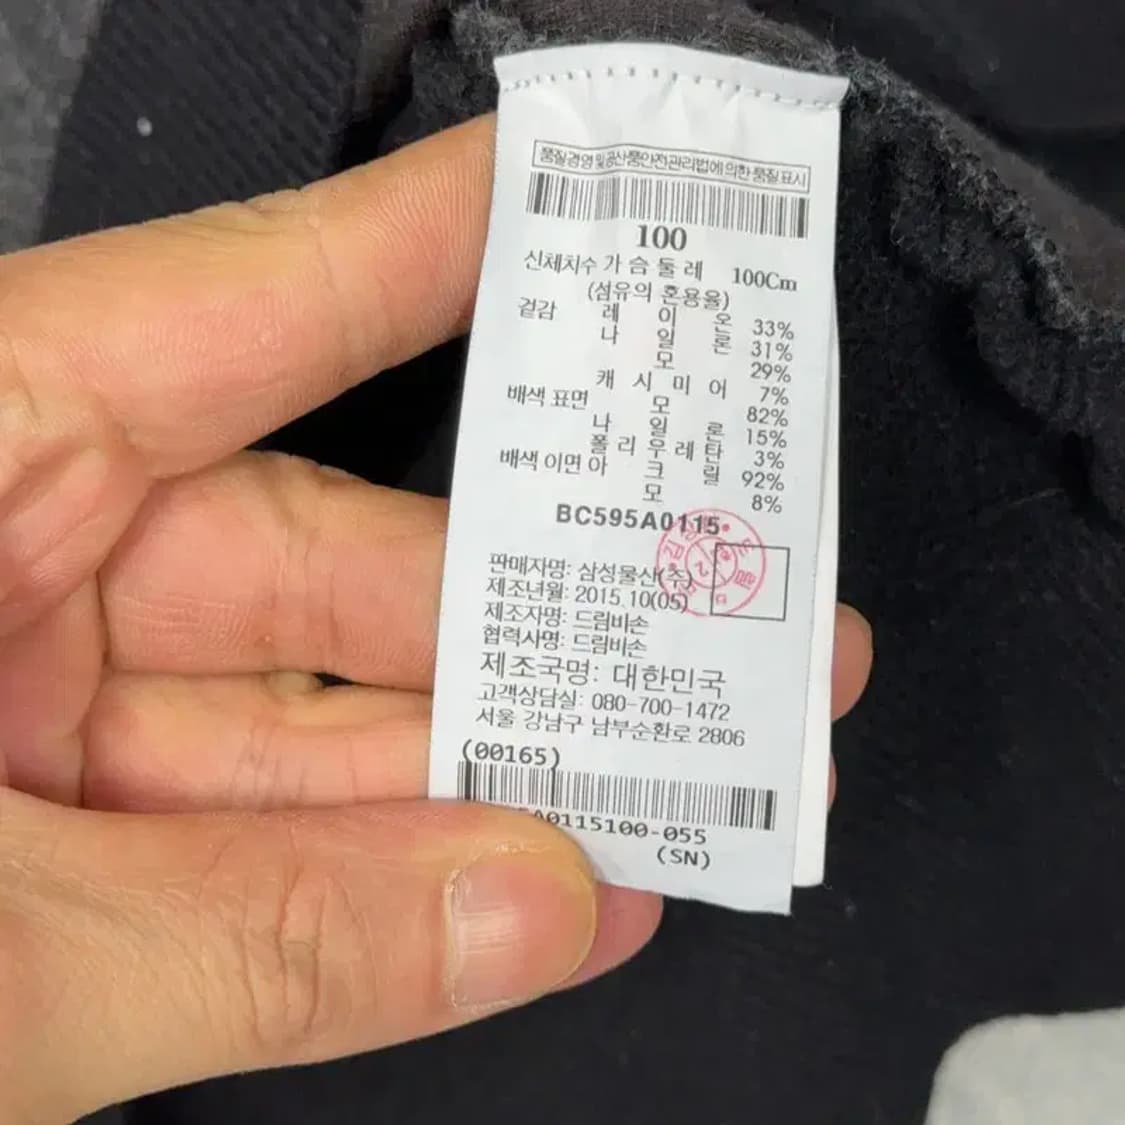 품질경영및공산품안전관리법에의한품질표시
100
신체치수 가 슴 둘 레 100Cm
(섬유의 혼용율)
겉감 레 이 온 33%
나 일 론 31%
모 29%
캐 시 미 어 7%
배색 표면 모 82%
나 일 론 15%
폴 리 우 레 탄 3%
배색 이면 아 크 릴 92%
모 8%
BC595A0115
판매자명: 삼성물산(주)
제조년월: 2015.10(05)
제조자명: 드림비손
협력사명: 드림비손
제조국명: 대한민국
고객상담실: 080-700-1472
서울 강남구 남부순환로 2806
(00165)
A0115100-055
(SN)